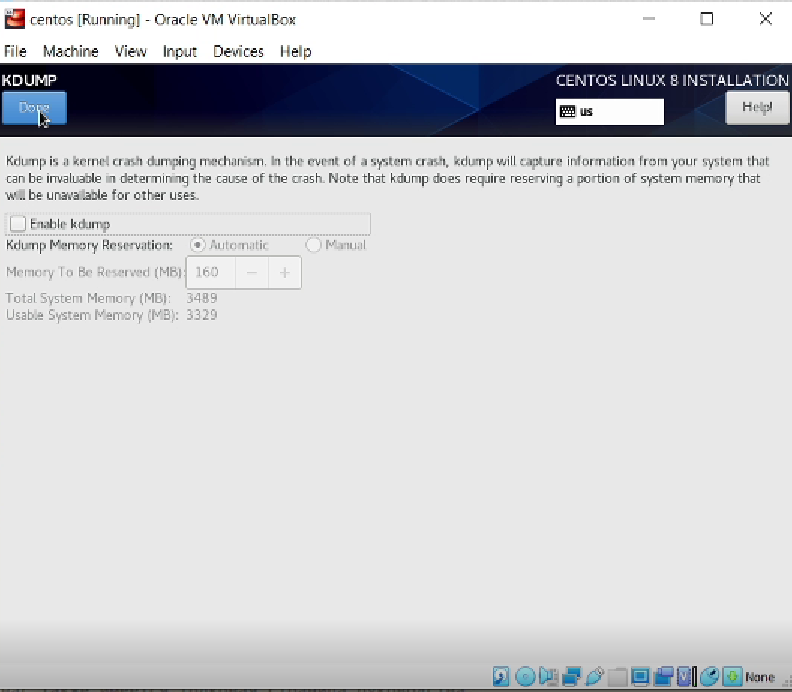 centos [Running] - Oracle VM VirtualBox
File Machine View Input Devices Help
KDUMP
CENTOS LINUX 8 INSTALLATION
Done
us
Help!
Kdump is a kernel crash dumping mechanism. In the event of a system crash, kdump will capture information from your system that
can be invaluable in determining the cause of the crash. Note that kdump does require reserving a portion of system memory that
will be unavailable for other uses.
Enable kdump
Kdump Memory Reservation: Automatic Manual
Memory To Be Reserved (MB): 160 − +
Total System Memory (MB): 3489
Usable System Memory (MB): 3329
None